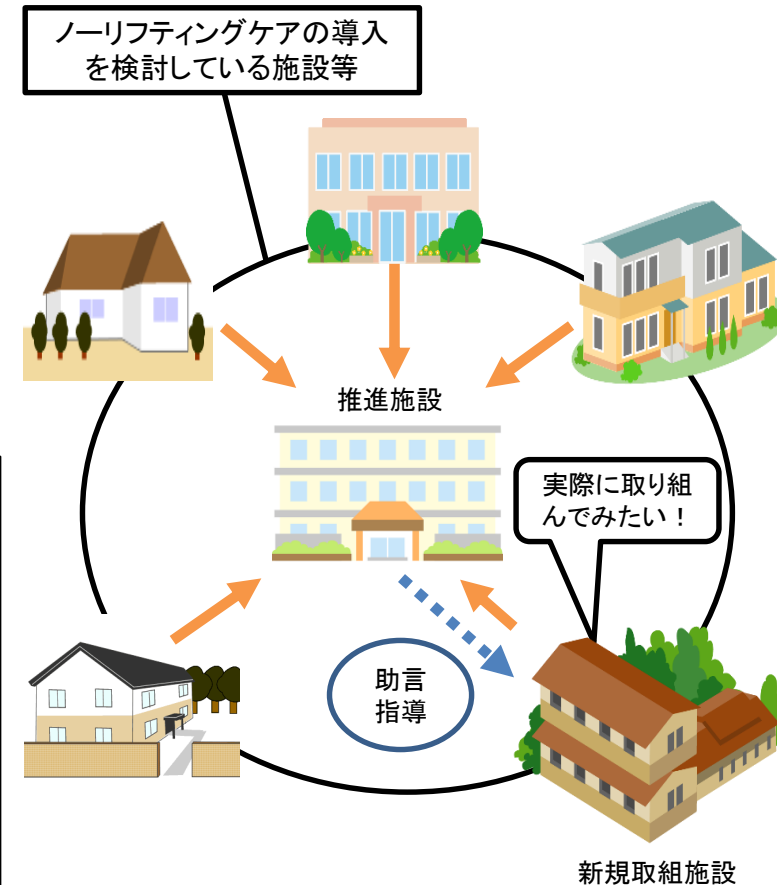 ノーリフティングケアの導入
を検討している施設等
推進施設
実際に取り組
んでみたい！
助言
指導
新規取組施設